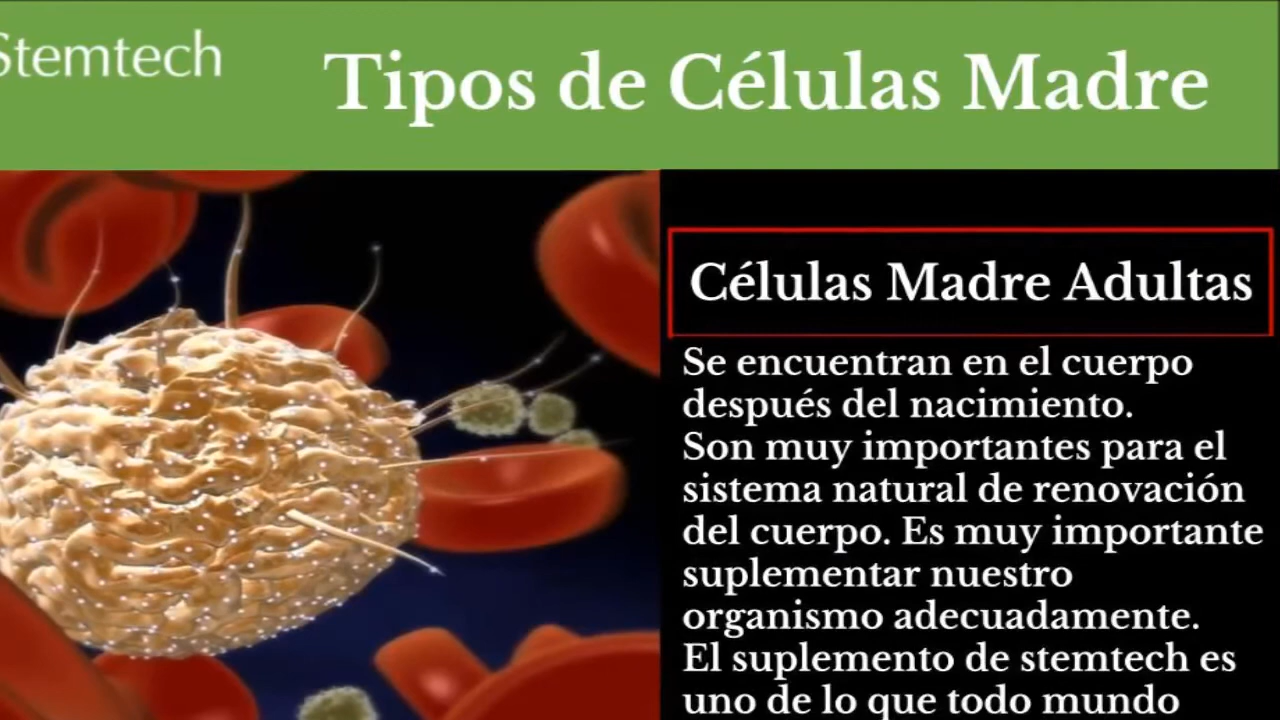 Stemtech
Tipos de Células Madre
Células Madre Adultas
Se encuentran en el cuerpo
después del nacimiento.
Son muy importantes para el
sistema natural de renovación
del cuerpo. Es muy importante
suplementar nuestro
organismo adecuadamente.
El suplemento de stemtech es
uno de lo que todo mundo